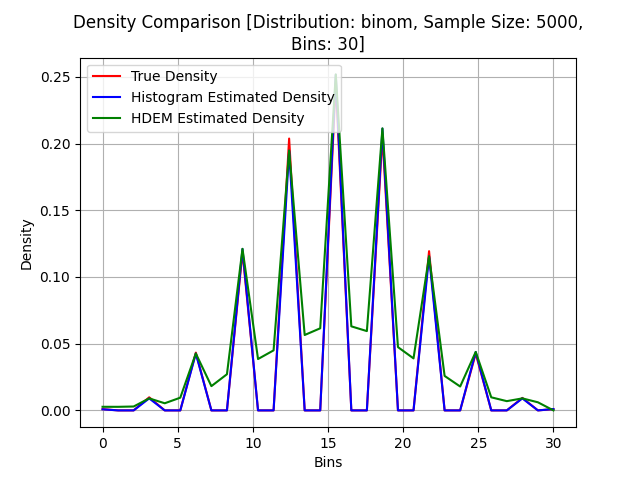 Density Comparison [Distribution: binom, Sample Size: 5000,
Bins: 30]
True Density
Histogram Estimated Density
HDEM Estimated Density
0.25
0.20
0.15
0.10
0.05
0.00
Density
0 5 10 15 20 25 30
Bins